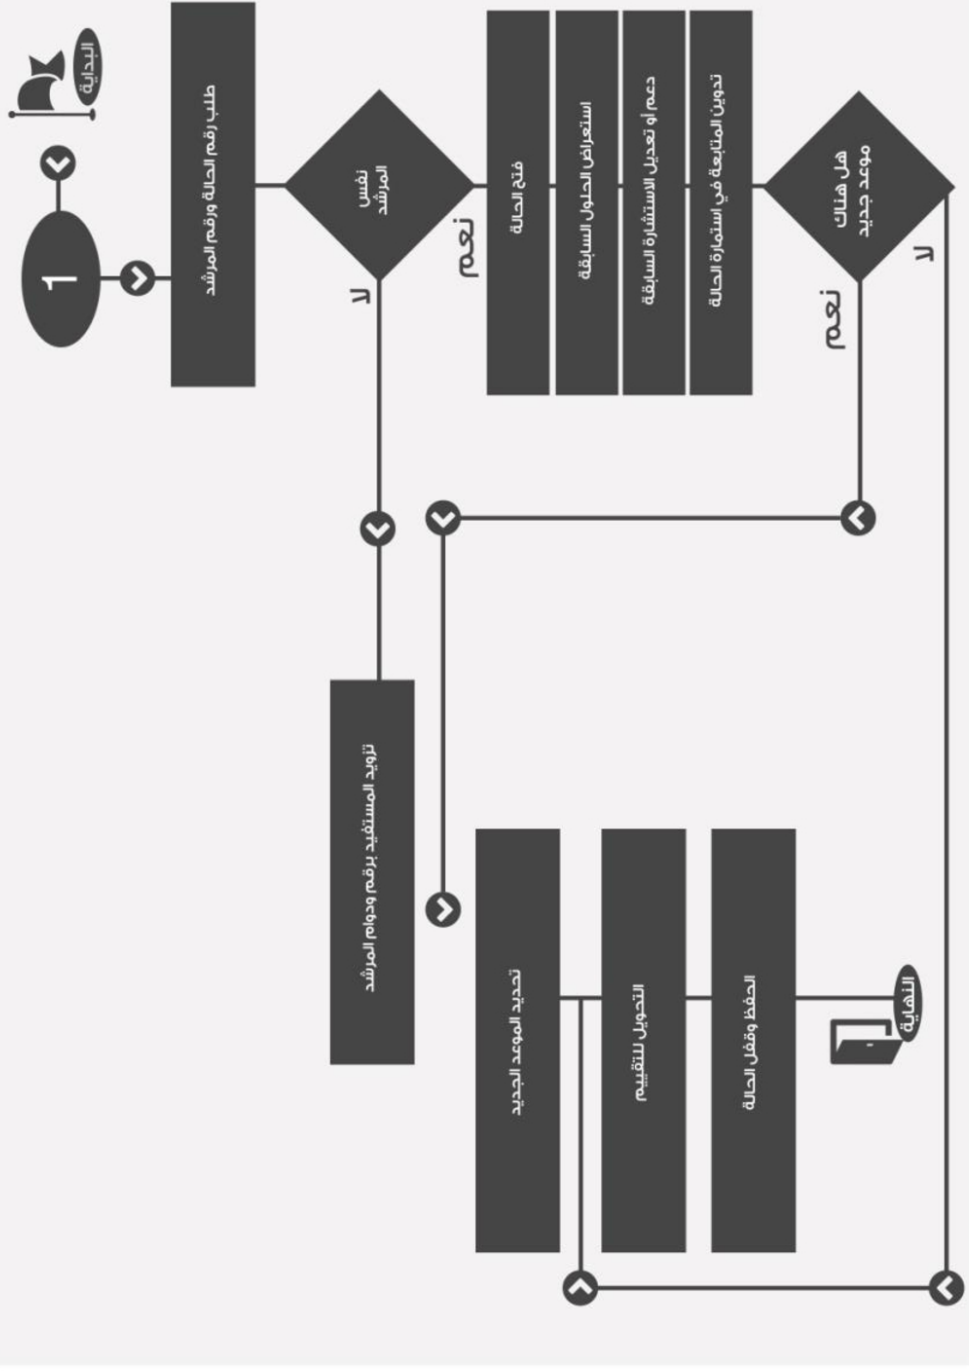 البداية
1
طلب رقم الحالة ورقم المرشد
نفس
المرشد
نعم
لا
فتح الحالة
استعراض الحلول السابقة
دعم أو تعديل الاستشارة السابقة
تدوين المتابعة في استمارة الحالة
هل هناك
موعد جديد
لا
نعم
تزويد المستفيد برقم ودوام المرشد
تحديد الموعد الجديد
التحويل للتقييم
الحفظ وقفل الحالة
النهاية